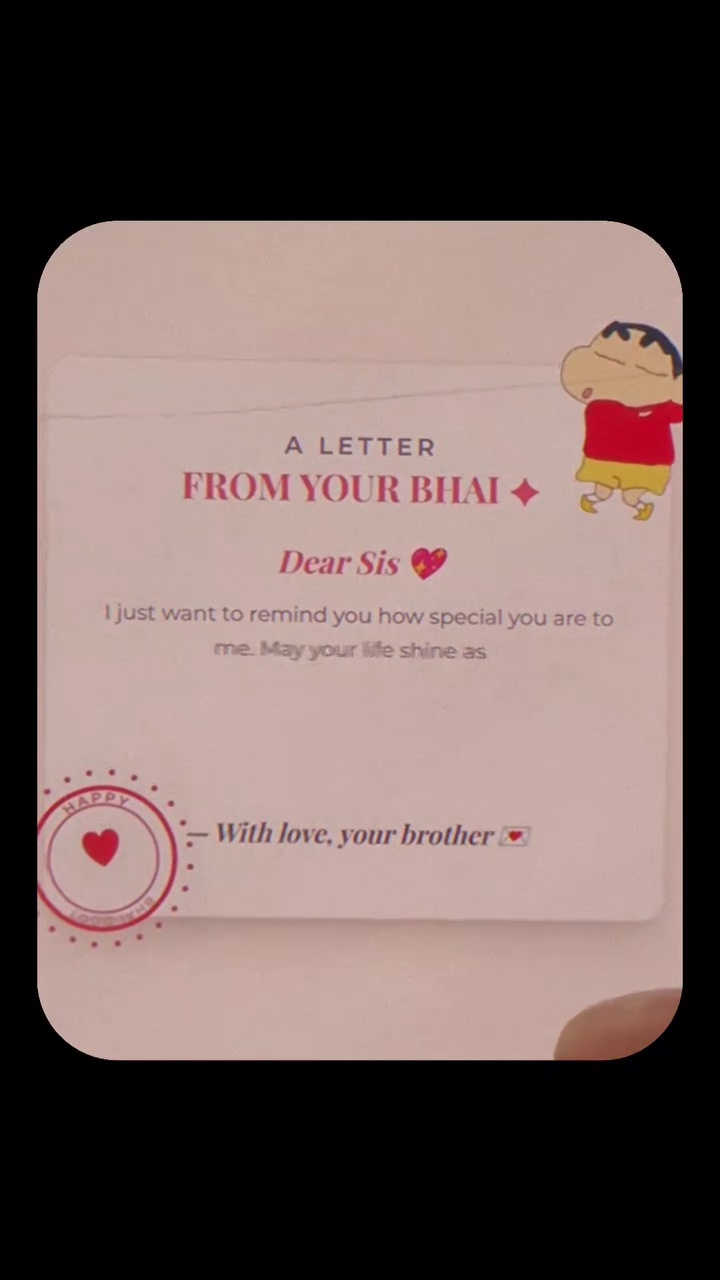 A LETTER
FROM YOUR BHAI ✦
Dear Sis 💖
I just want to remind you how special you are to
me. May your life shine as
HAPPY
— With love, your brother 💌